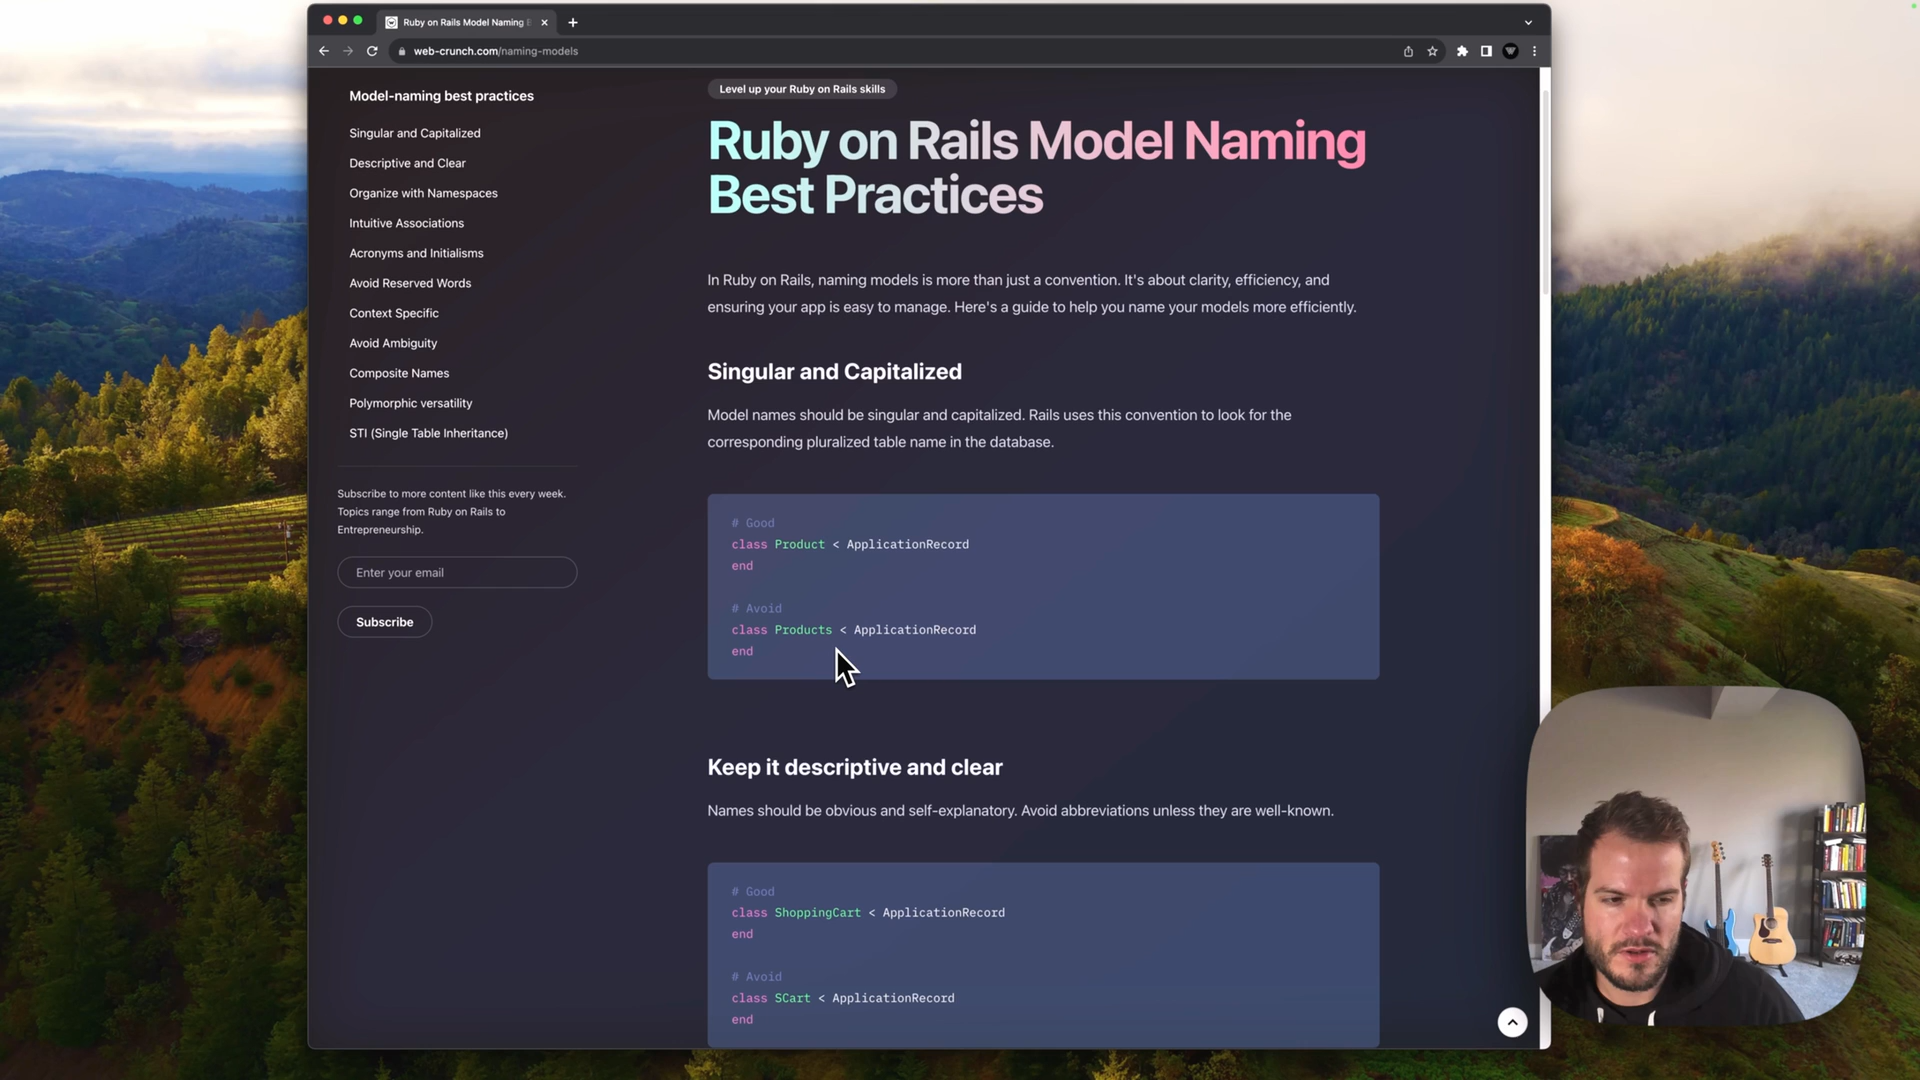 Ruby on Rails Model Naming
web-crunch.com/naming-models
Model-naming best practices
Singular and Capitalized
Descriptive and Clear
Organize with Namespaces
Intuitive Associations
Acronyms and Initialisms
Avoid Reserved Words
Context Specific
Avoid Ambiguity
Composite Names
Polymorphic versatility
STI (Single Table Inheritance)
Subscribe to more content like this every week.
Topics range from Ruby on Rails to
Entrepreneurship.
Enter your email
Subscribe
Level up your Ruby on Rails skills
Ruby on Rails Model Naming
Best Practices
In Ruby on Rails, naming models is more than just a convention. It's about clarity, efficiency, and
ensuring your app is easy to manage. Here's a guide to help you name your models more efficiently.
Singular and Capitalized
Model names should be singular and capitalized. Rails uses this convention to look for the
corresponding pluralized table name in the database.
# Good
class Product < ApplicationRecord
end
# Avoid
class Products < ApplicationRecord
end
Keep it descriptive and clear
Names should be obvious and self-explanatory. Avoid abbreviations unless they are well-known.
# Good
class ShoppingCart < ApplicationRecord
end
# Avoid
class SCart < ApplicationRecord
end